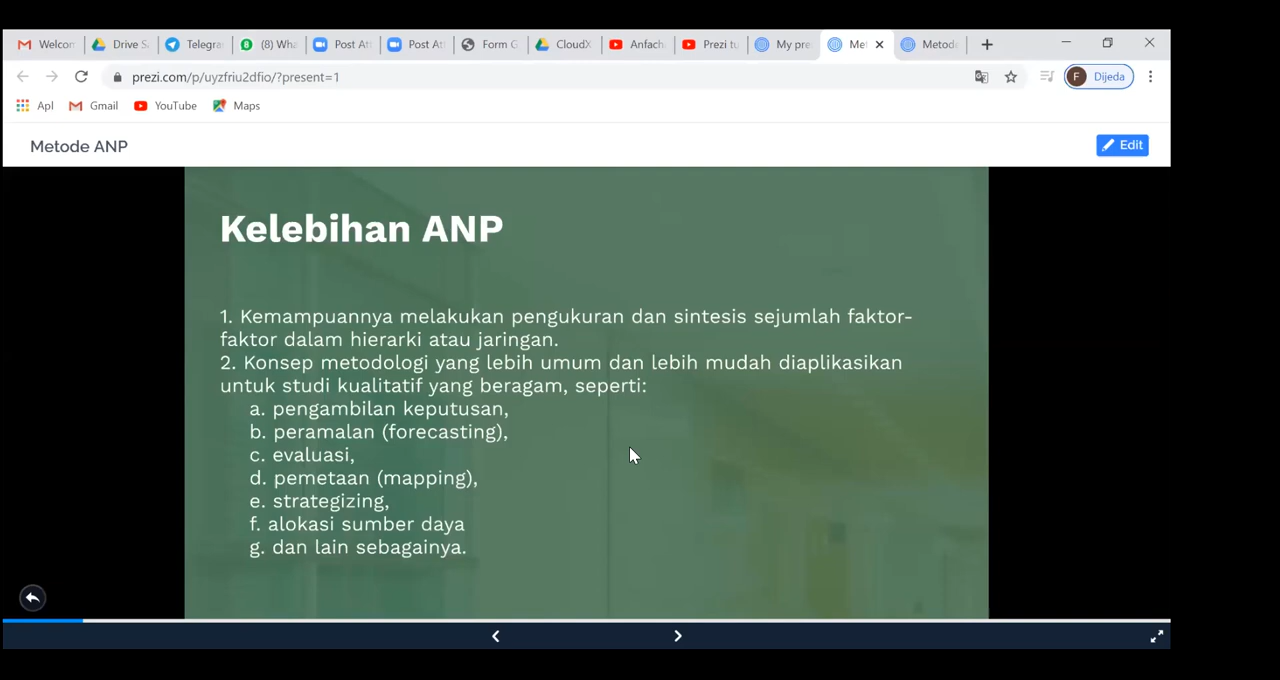 Welcom
Drive S
Telegra
(8) Wha
Post Att
Post Att
Form G
CloudX
Anfach
Prezi tu
My pre
Me
Metode
prezi.com/p/uyzfriu2dfio/?present=1
F
Dijeda
Apl
Gmail
YouTube
Maps
Metode ANP
Edit
Kelebihan ANP
1. Kemampuannya melakukan pengukuran dan sintesis sejumlah faktor-
faktor dalam hierarki atau jaringan.
2. Konsep metodologi yang lebih umum dan lebih mudah diaplikasikan
untuk studi kualitatif yang beragam, seperti:
a. pengambilan keputusan,
b. peramalan (forecasting),
c. evaluasi,
d. pemetaan (mapping),
e. strategizing,
f. alokasi sumber daya
g. dan lain sebagainya.